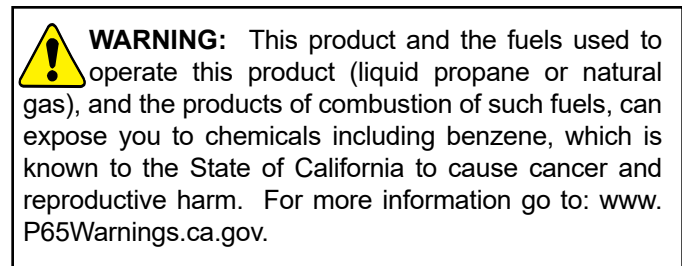 WARNING: This product and the fuels used to
operate this product (liquid propane or natural
gas), and the products of combustion of such fuels, can
expose you to chemicals including benzene, which is
known to the State of California to cause cancer and
reproductive harm. For more information go to: www.
P65Warnings.ca.gov.